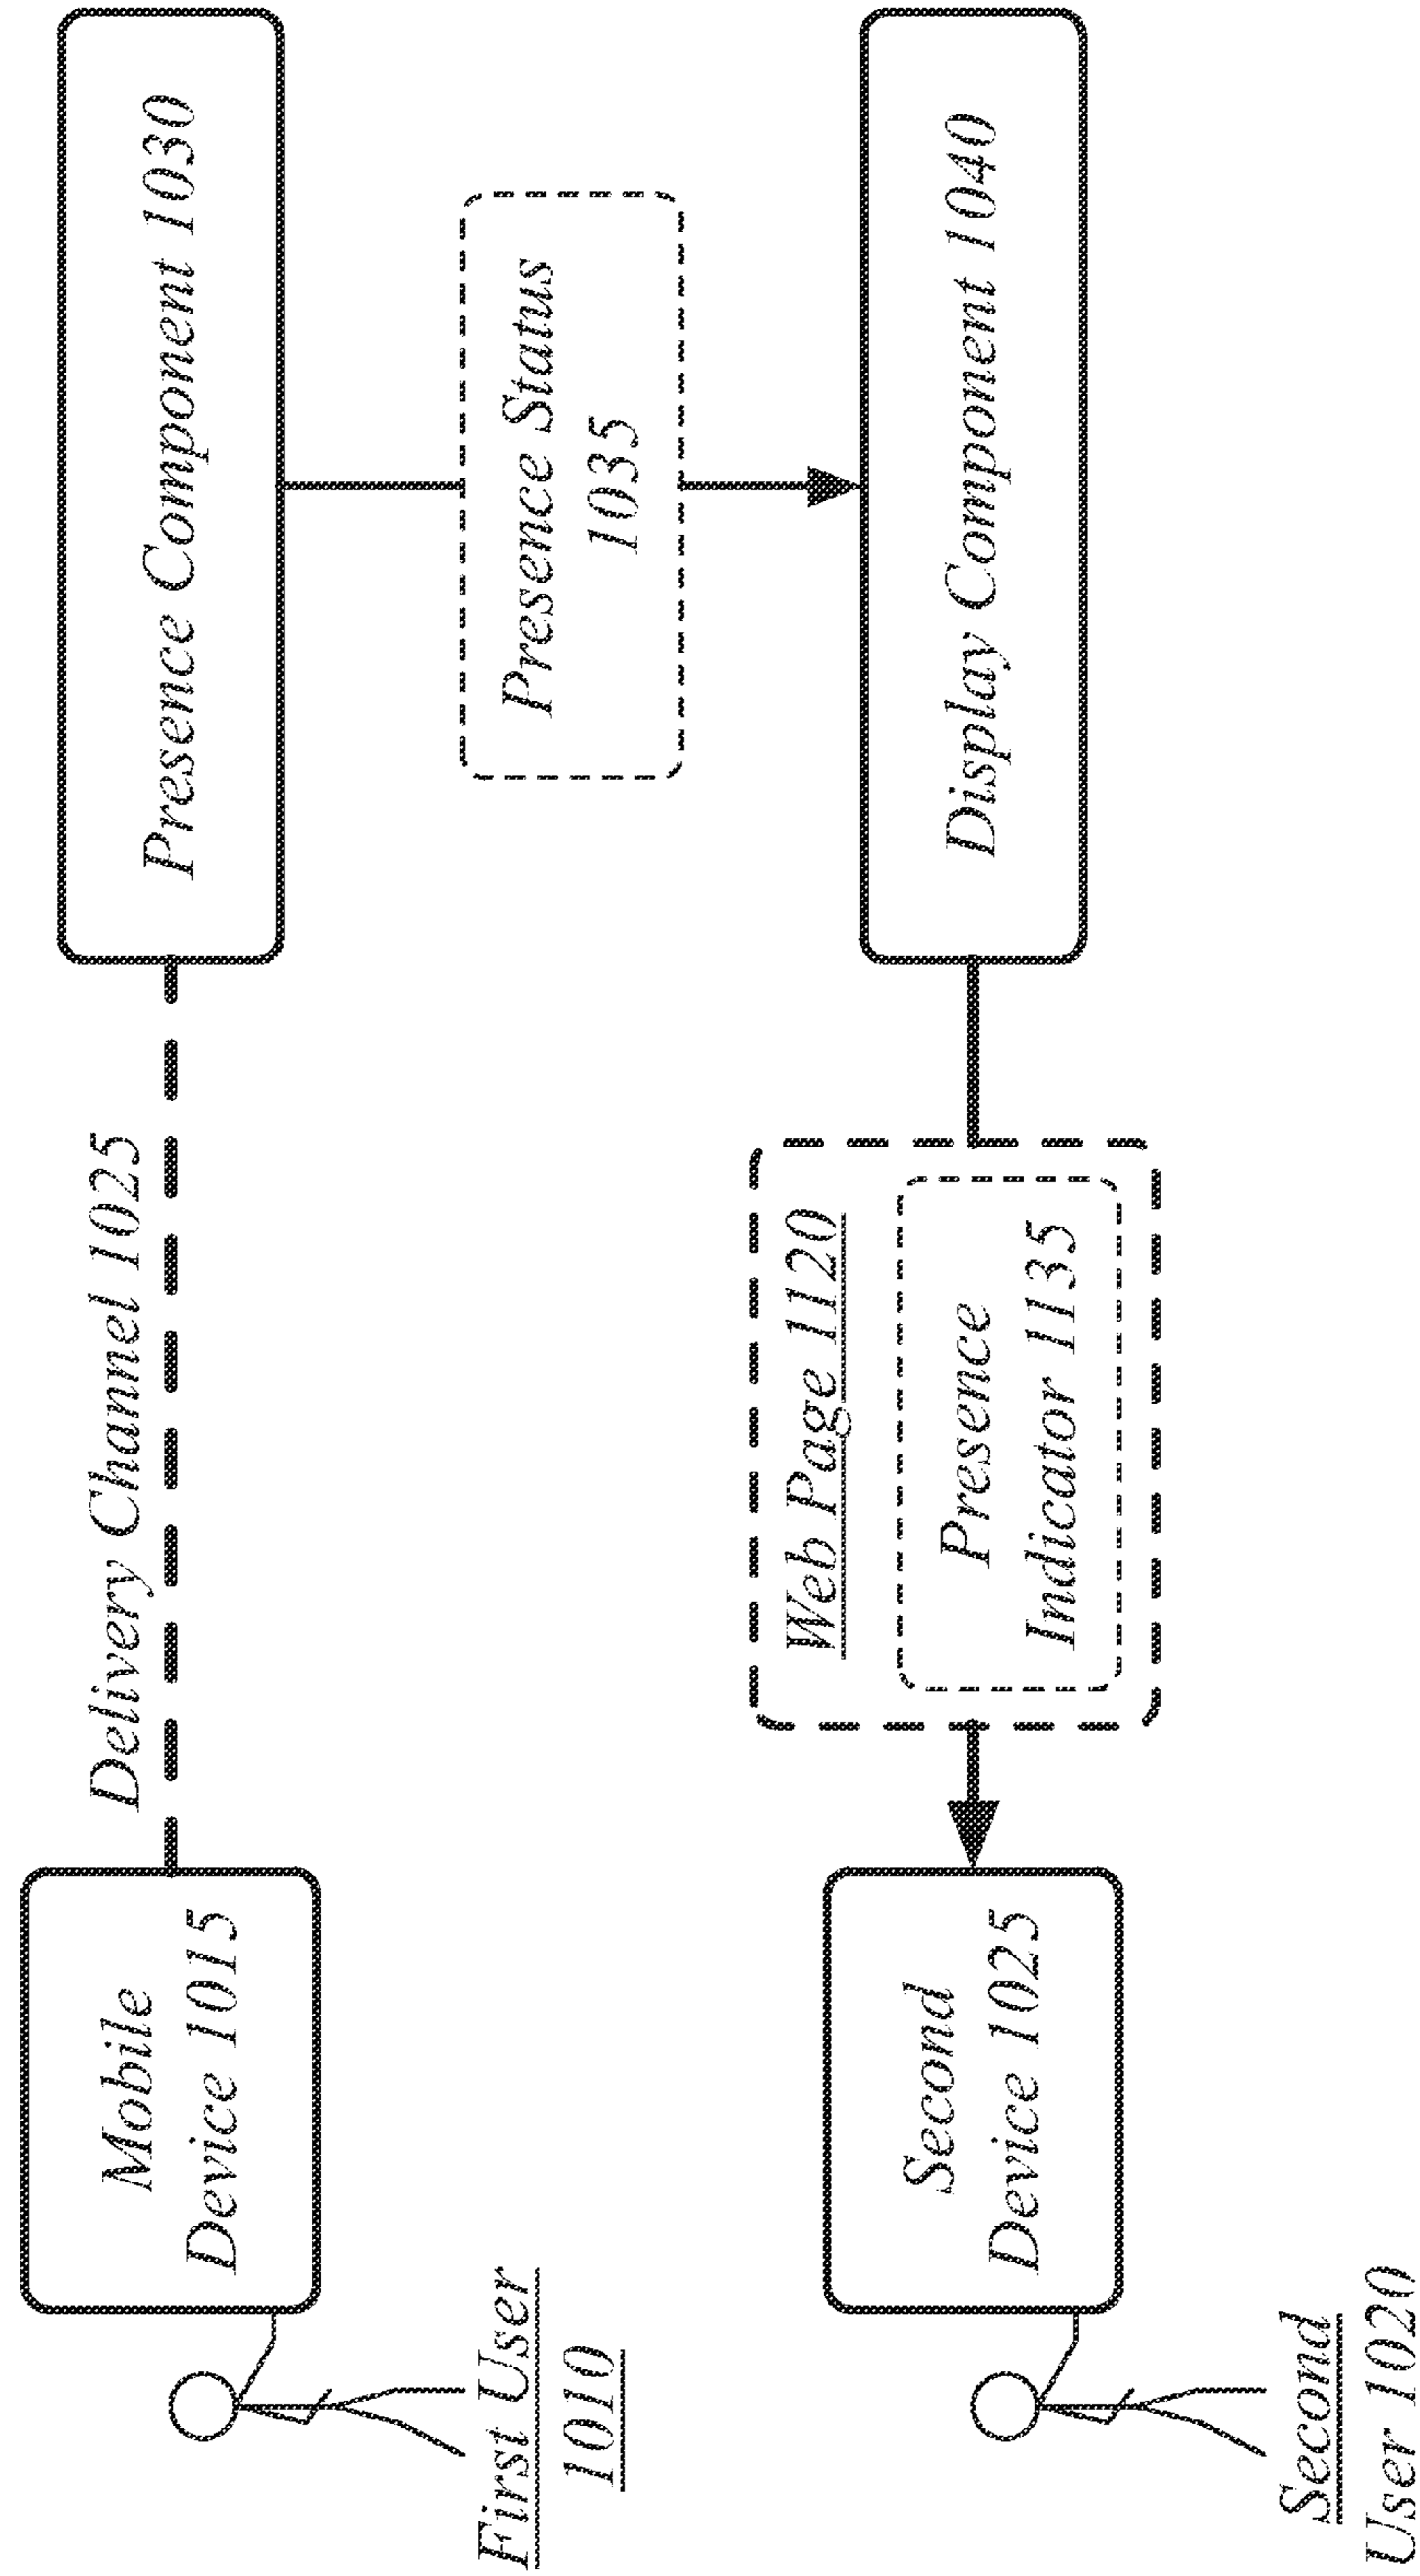 Mobile
Device 1015
Delivery Channel 1025
Presence Component 1030
First User
1010
Presence Status
1035
Second
Device 1025
Web Page 1120
Presence
Indicator 1135
Display Component 1040
Second
User 1020